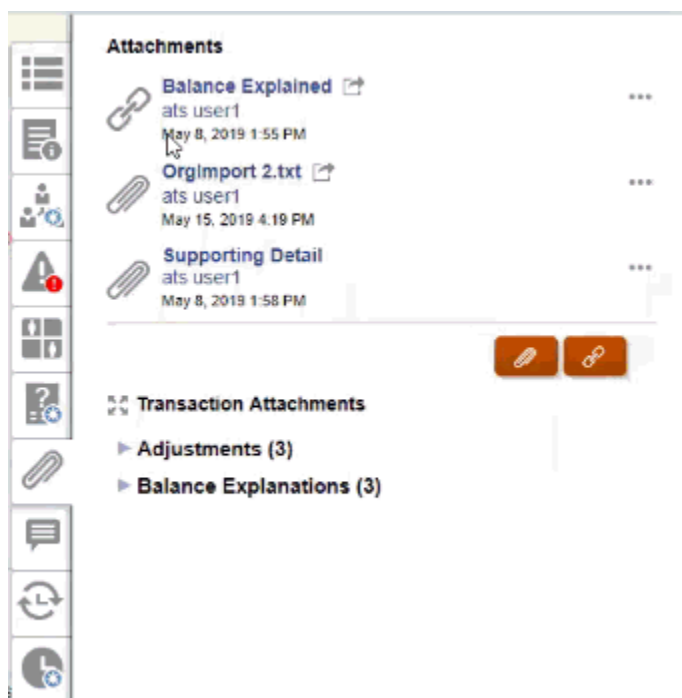 Attachments
Balance Explained
ats user1
May 8, 2019 1:55 PM
OrgImport 2.txt
ats user1
May 15, 2019 4:19 PM
Supporting Detail
ats user1
May 8, 2019 1:58 PM
Transaction Attachments
Adjustments (3)
Balance Explanations (3)